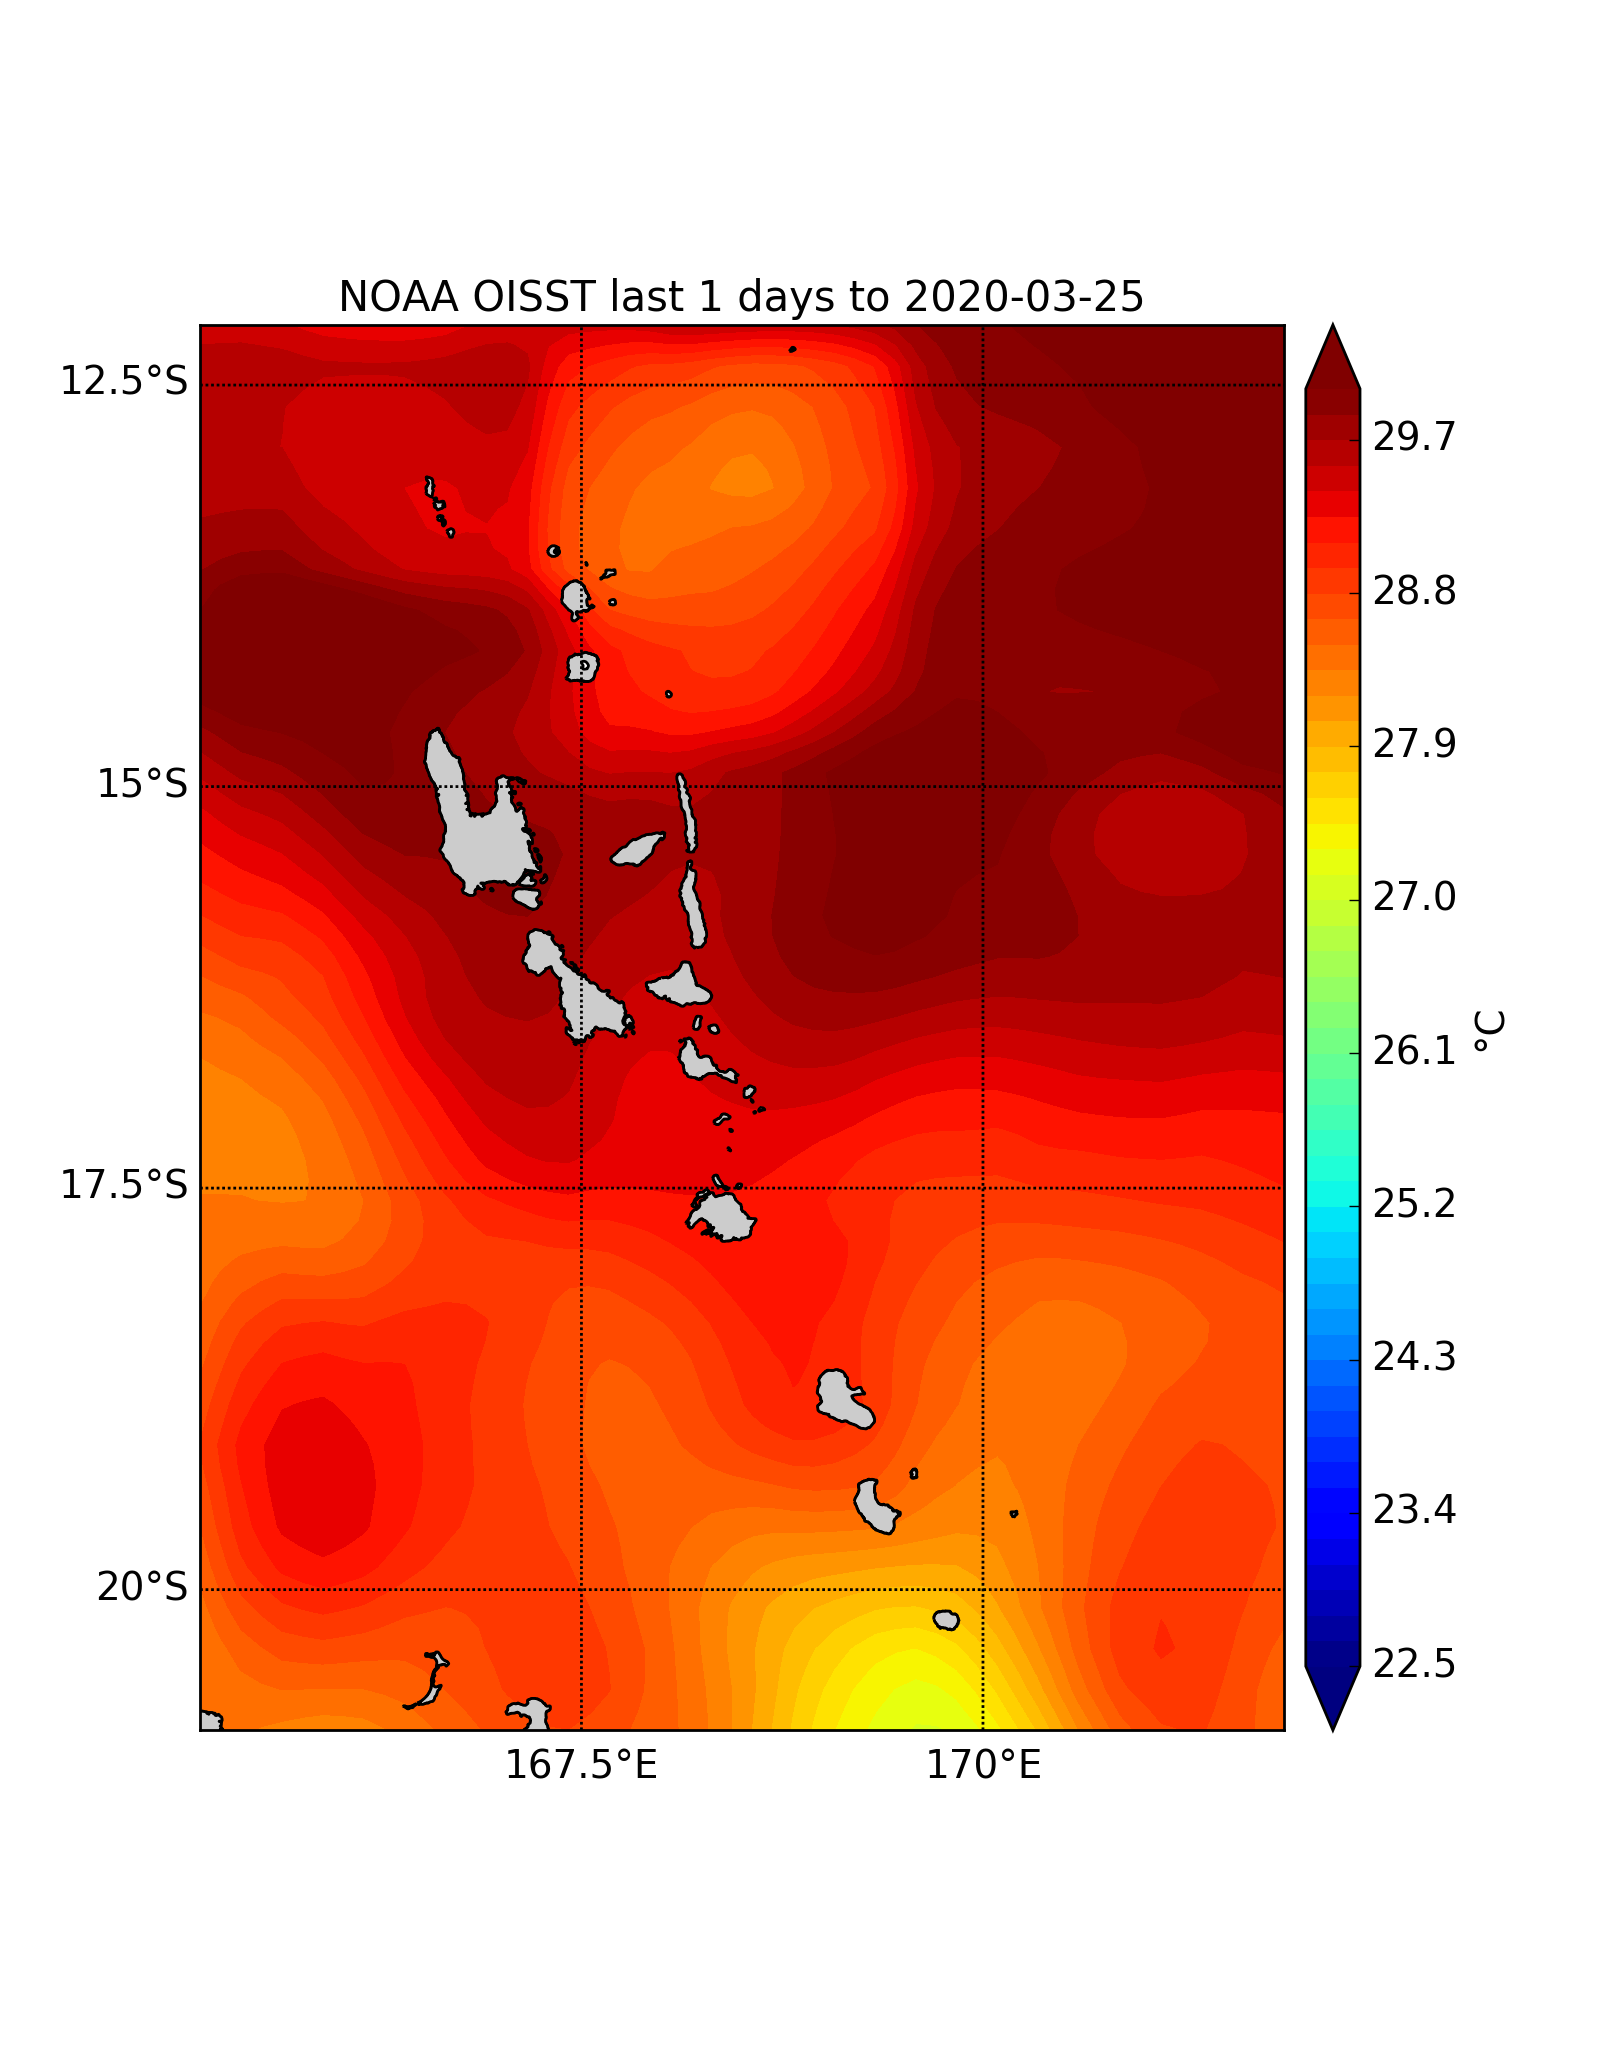 NOAA OISST last 1 days to 2020-03-25
12.5°S
15°S
17.5°S
20°S
167.5°E
170°E
29.7
28.8
27.9
27.0
26.1
25.2
24.3
23.4
22.5
°C